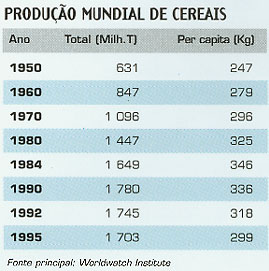 PRODUÇÃO MUNDIAL DE CEREAIS
Ano Total (Milh.T) Per capita (Kg)
1950 631 247
1960 847 279
1970 1 096 296
1980 1 447 325
1984 1 649 346
1990 1 780 336
1992 1 745 318
1995 1 703 299
Fonte principal: Worldwatch Institute